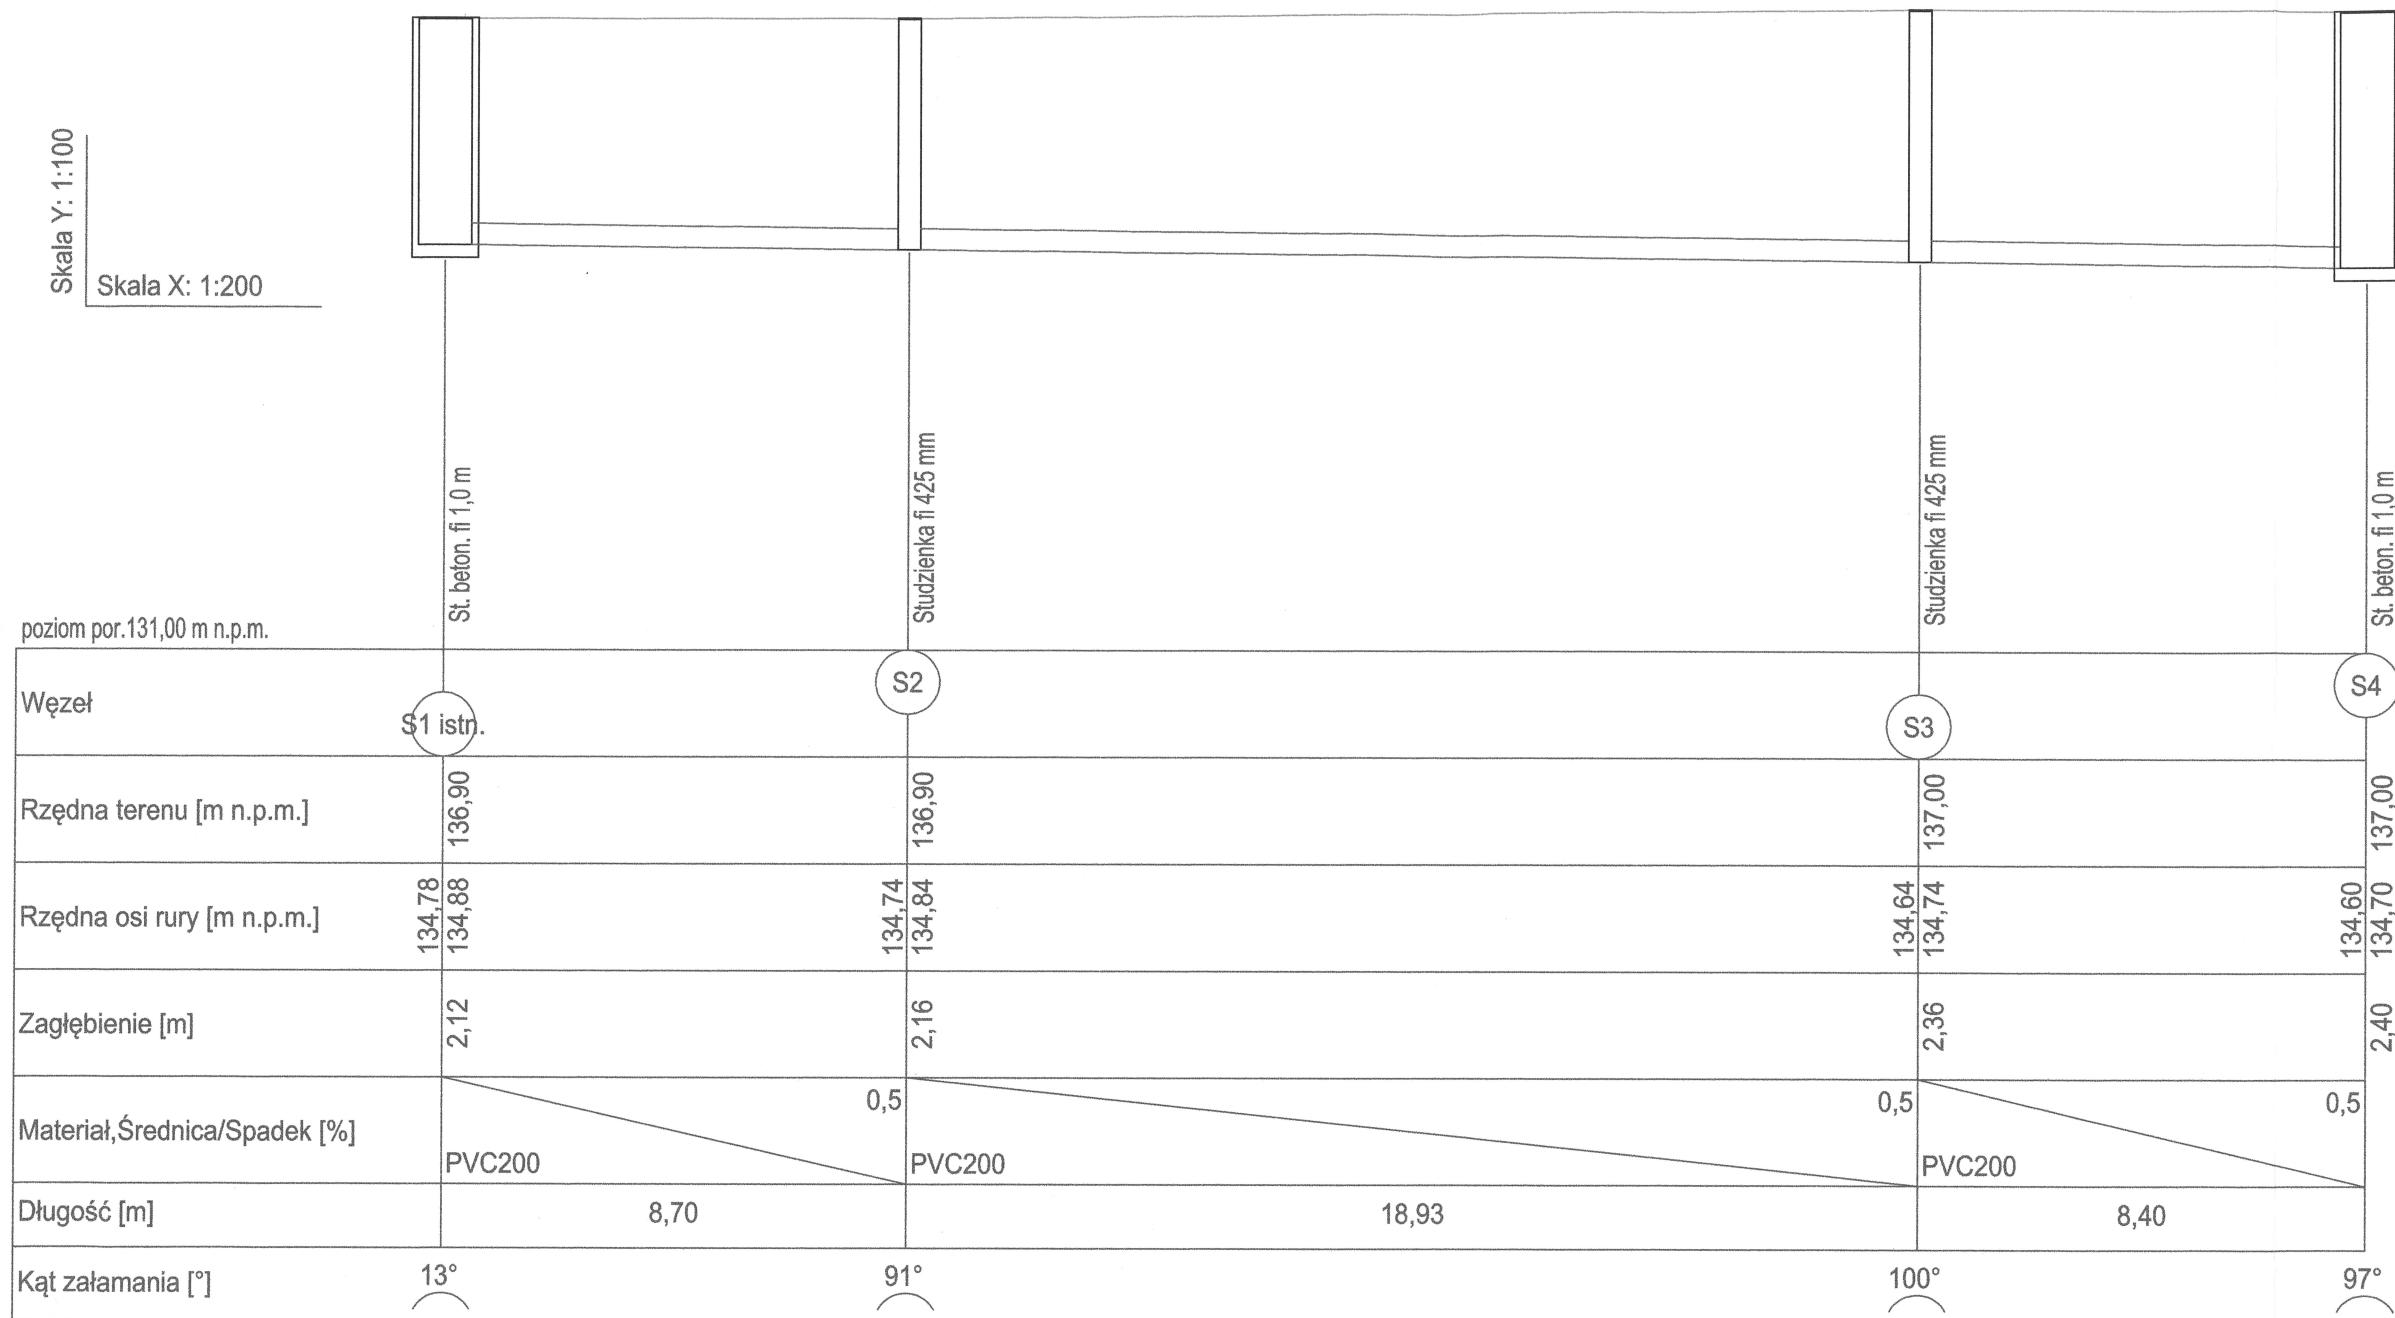 Skala Y: 1:100
Skala X: 1:200
St. beton. fi 1,0 m
Studzienka fi 425 mm
Studzienka fi 425 mm
St. beton. fi 1,0 m
poziom por.131,00 m n.p.m.
Węzeł
S1 istn.
S2
S3
S4
Rzędna terenu [m n.p.m.]
136,90
136,90
137,00
137,00
Rzędna osi rury [m n.p.m.]
134,78
134,88
134,74
134,84
134,64
134,74
134,60
134,70
Zagłębienie [m]
2,12
2,16
2,36
2,40
Materiał,Średnica/Spadek [%]
0,5
0,5
0,5
PVC200
PVC200
PVC200
Długość [m]
8,70
18,93
8,40
Kąt załamania [°]
13°
91°
100°
97°